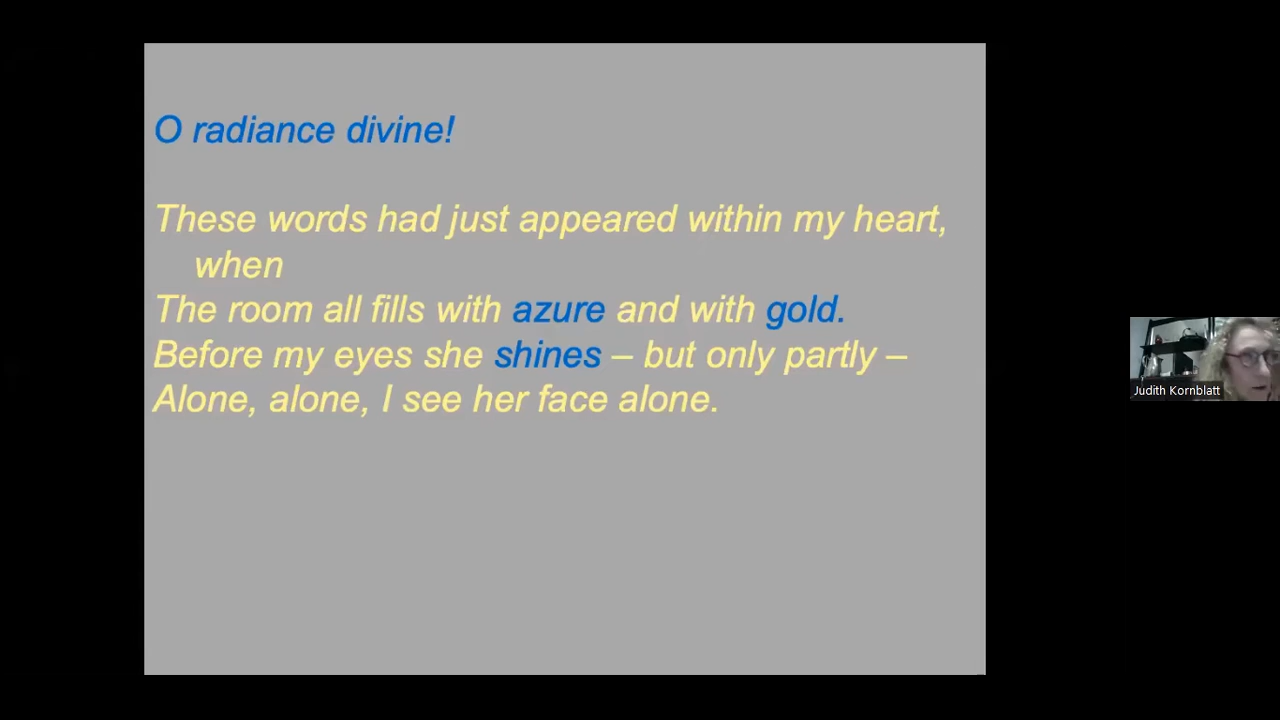 O radiance divine!
These words had just appeared within my heart,
when
The room all fills with azure and with gold.
Before my eyes she shines – but only partly –
Alone, alone, I see her face alone.
Judith Kornblatt